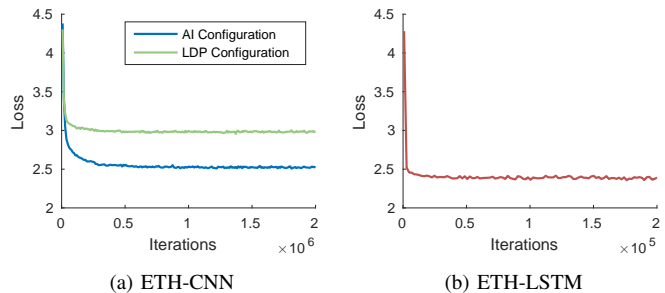 4.5
4
3.5
3
2.5
2
Loss
AI Configuration
LDP Configuration
0 0.5 1 1.5 2
Iterations
× 10^6
(a) ETH-CNN
4.5
4
3.5
3
2.5
2
Loss
0 0.5 1 1.5 2
Iterations
× 10^5
(b) ETH-LSTM